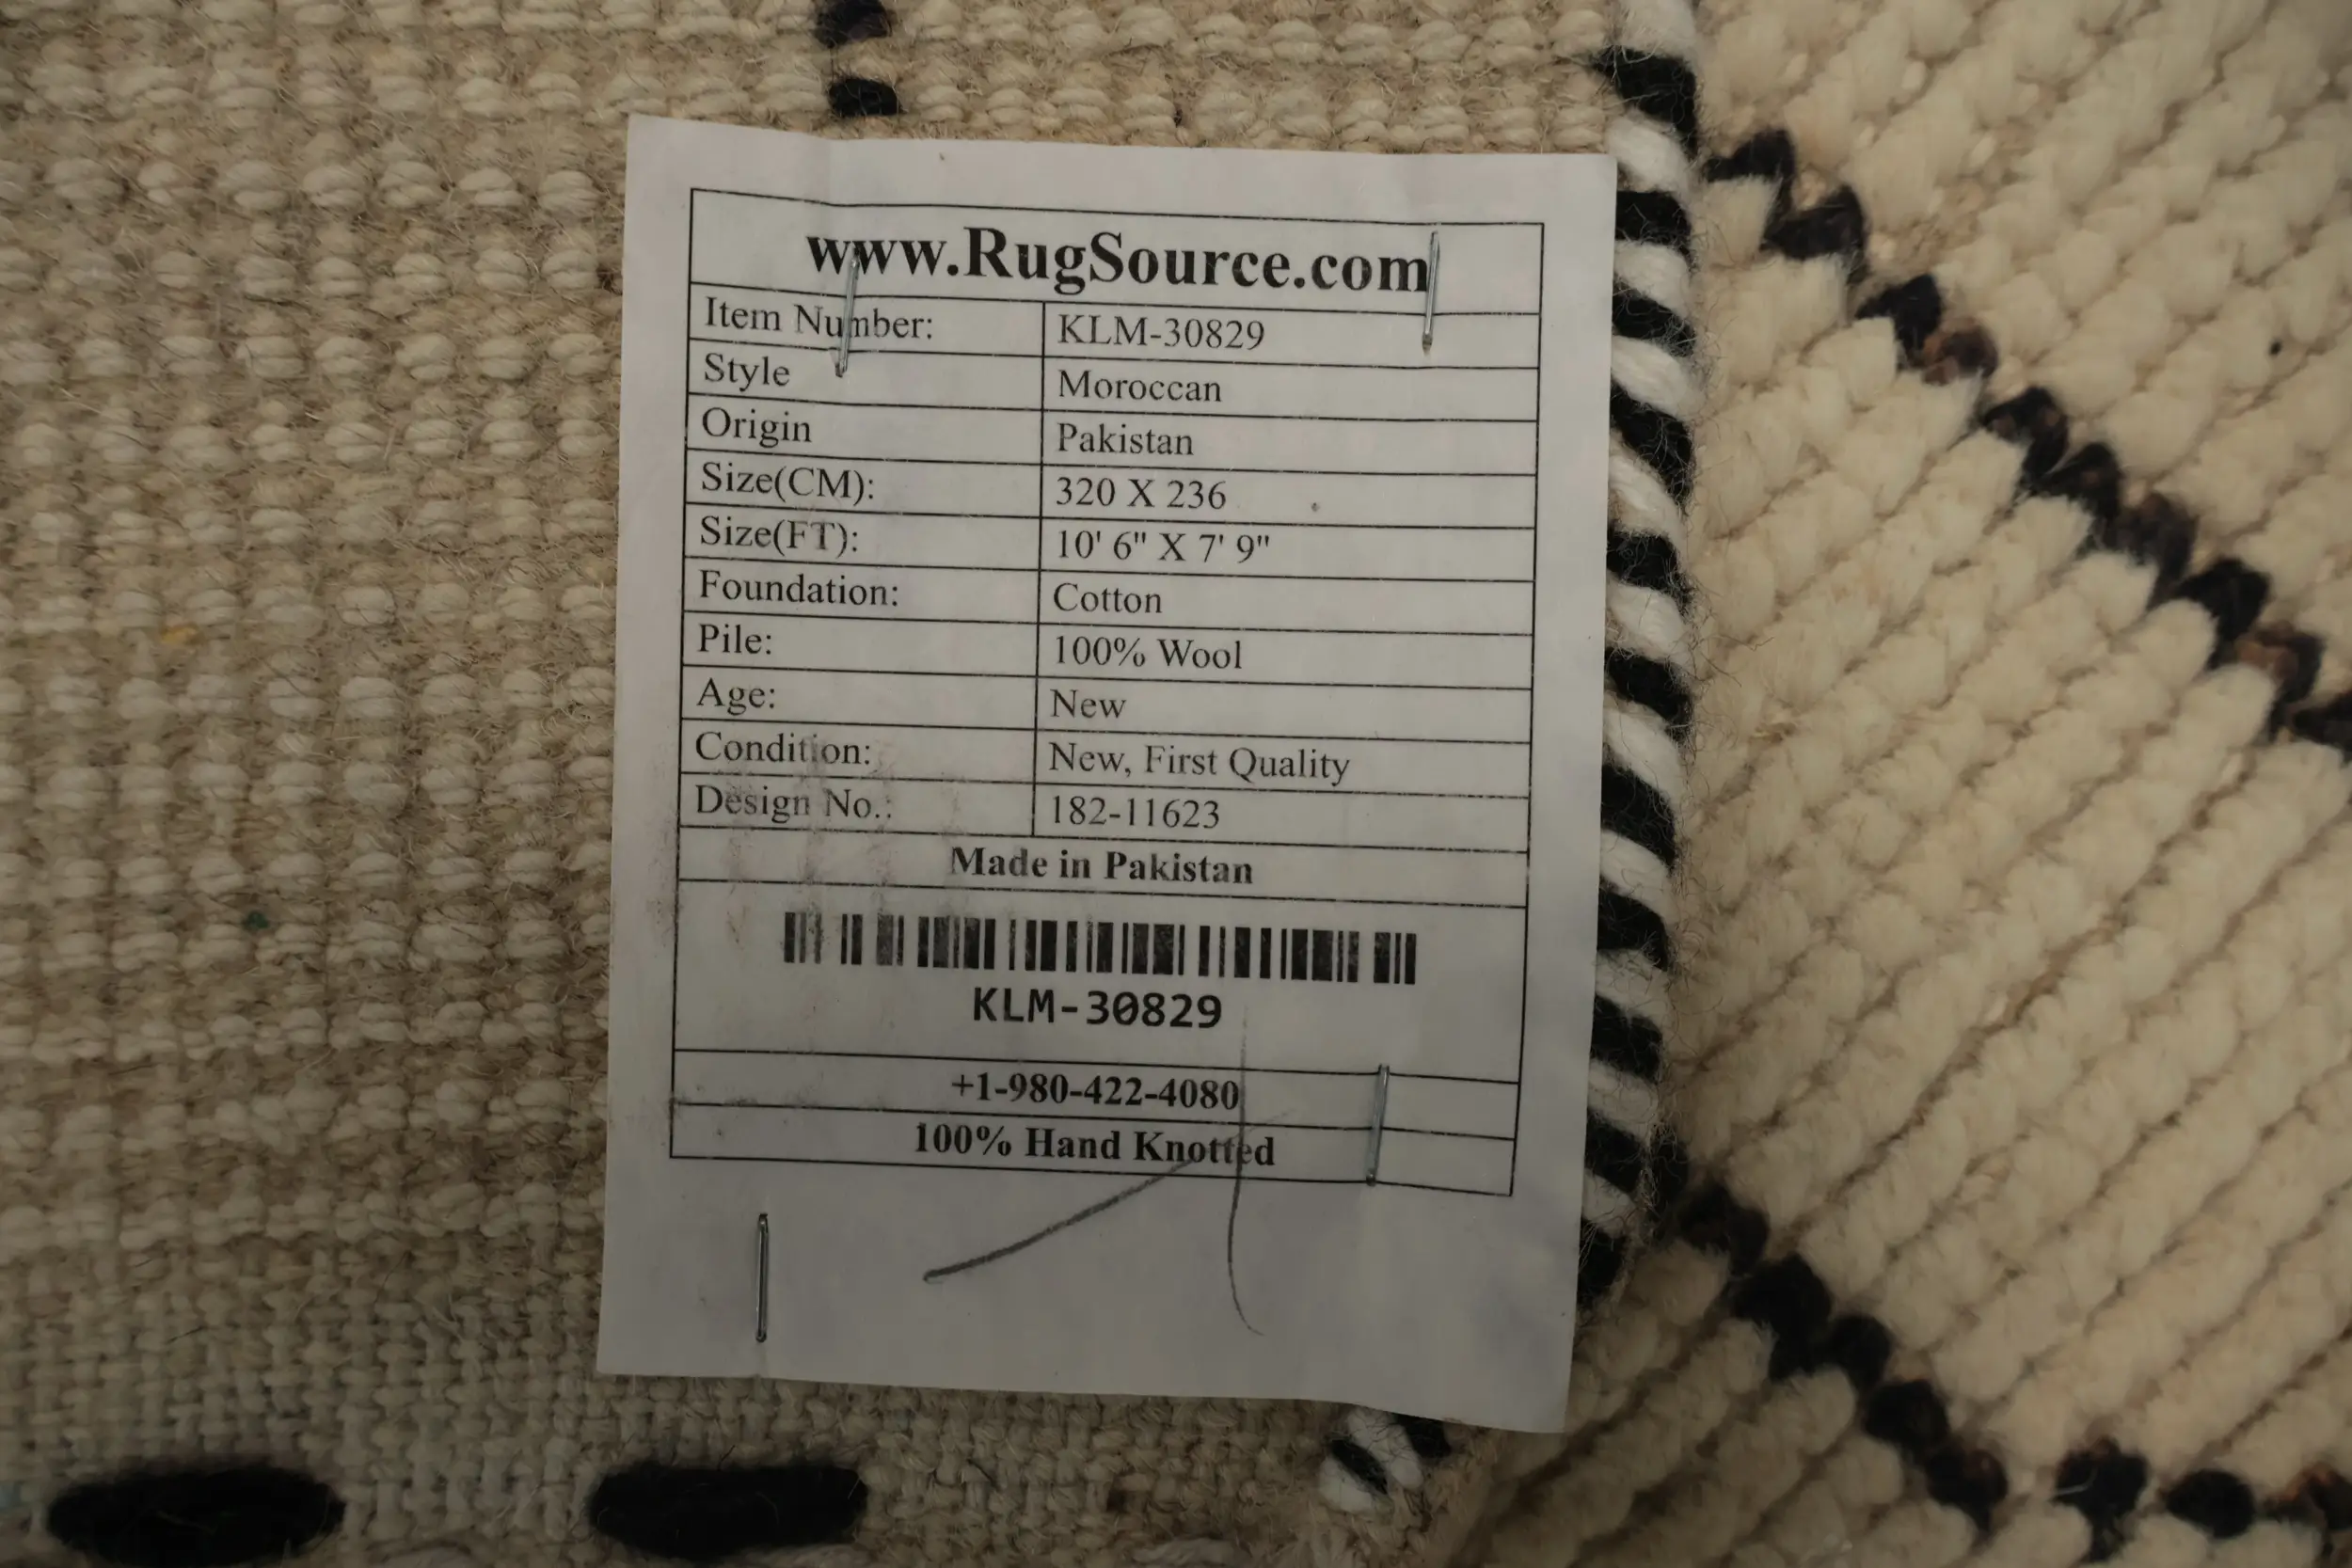 www.RugSource.com
Item Number: KLM-30829
Style Moroccan
Origin Pakistan
Size(CM): 320 X 236
Size(FT): 10' 6" X 7' 9"
Foundation: Cotton
Pile: 100% Wool
Age: New
Condition: New, First Quality
Design No.: 182-11623
Made in Pakistan
KLM-30829
+1-980-422-4080
100% Hand Knotted